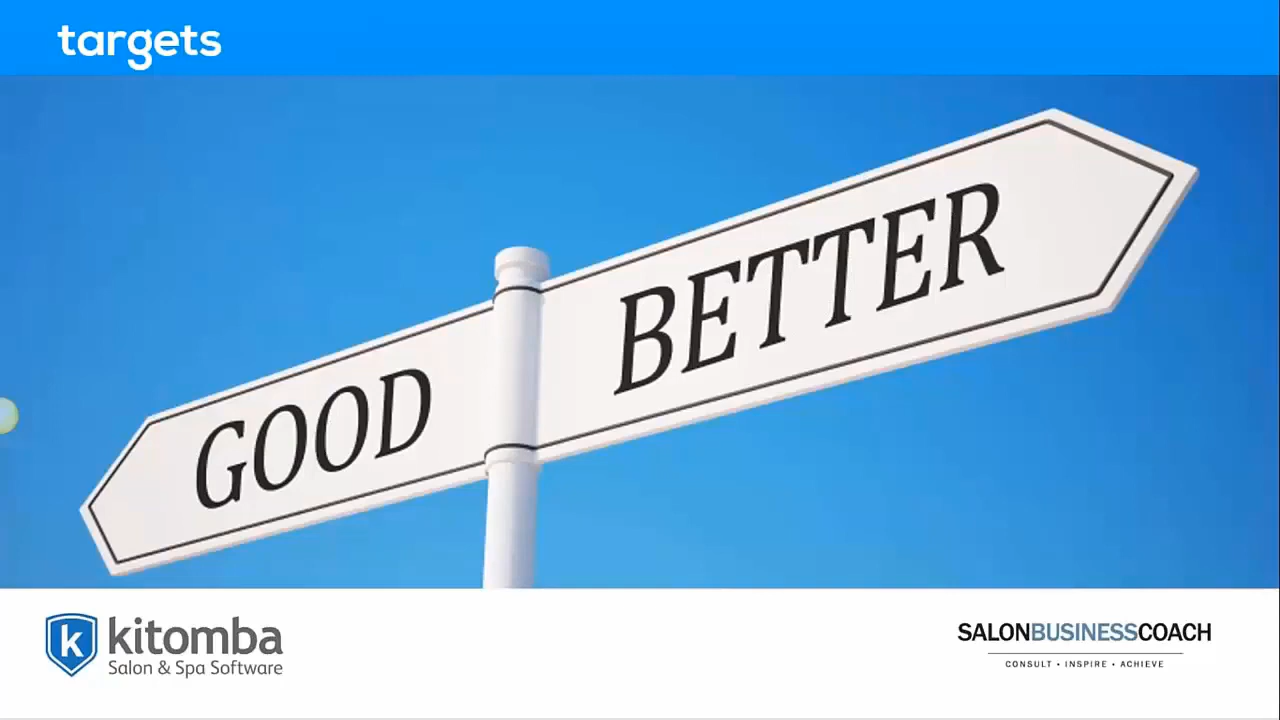 targets
GOOD
BETTER
kitomba
Salon & Spa Software
SALONBUSINESSCOACH
CONSULT • INSPIRE • ACHIEVE